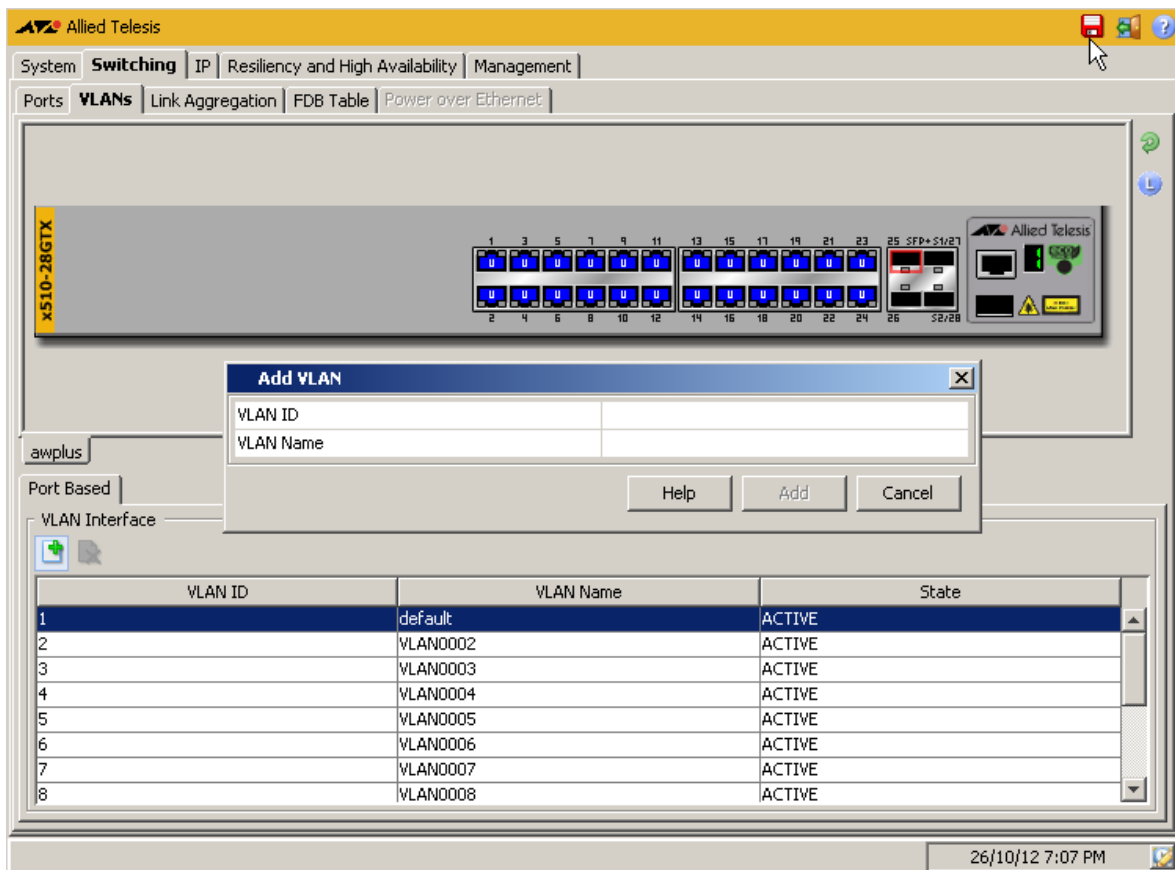 Allied Telesis
System Switching IP Resiliency and High Availability Management
Ports VLANs Link Aggregation FDB Table Power over Ethernet
L
x510-28GTX
1 3 5 7 9 11 13 15 17 19 21 23 25 SFP+ S1/27
Allied Telesis
U U U U U U U U U U U U
U U U U U U U U U U U U
2 4 6 8 10 12 14 16 18 20 22 24 26 S2/28
Add VLAN
VLAN ID
VLAN Name
Help Add Cancel
awplus
Port Based
VLAN Interface
VLAN ID VLAN Name State
1 default ACTIVE
2 VLAN0002 ACTIVE
3 VLAN0003 ACTIVE
4 VLAN0004 ACTIVE
5 VLAN0005 ACTIVE
6 VLAN0006 ACTIVE
7 VLAN0007 ACTIVE
8 VLAN0008 ACTIVE
26/10/12 7:07 PM